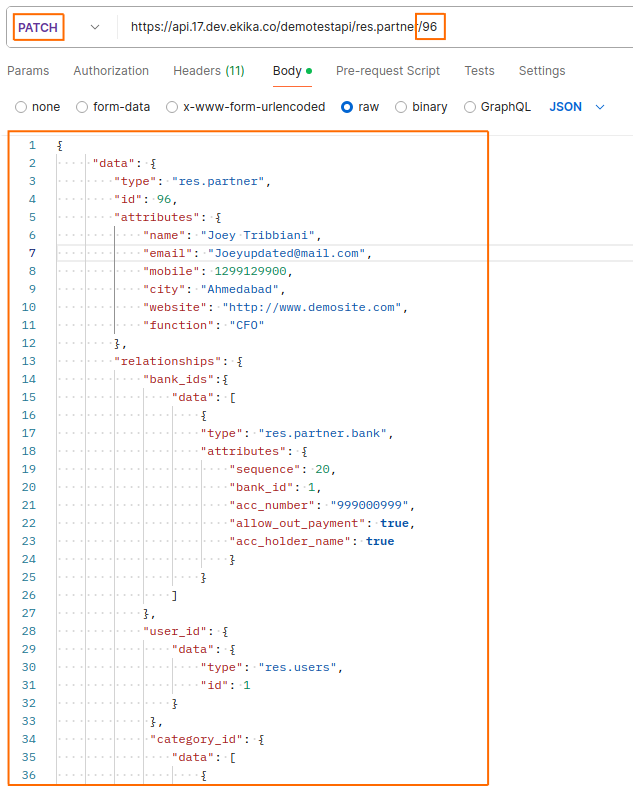 PATCH https://api.17.dev.ekika.co/demotestapi/res.partner/96
Params Authorization Headers (11) Body Pre-request Script Tests Settings
none form-data x-www-form-urlencoded raw binary GraphQL JSON
1 {
2 "data": {
3 "type": "res.partner",
4 "id": 96,
5 "attributes": {
6 "name": "Joey Tribbiani",
7 "email": "Joeyupdated@mail.com",
8 "mobile": 1299129900,
9 "city": "Ahmedabad",
10 "website": "http://www.demosite.com",
11 "function": "CFO"
12 },
13 "relationships": {
14 "bank_ids":{
15 "data": [
16 {
17 "type": "res.partner.bank",
18 "attributes": {
19 "sequence": 20,
20 "bank_id": 1,
21 "acc_number": "999000999",
22 "allow_out_payment": true,
23 "acc_holder_name": true
24 }
25 }
26 ]
27 },
28 "user_id": {
29 "data": {
30 "type": "res.users",
31 "id": 1
32 }
33 },
34 "category_id": {
35 "data": [
36 {